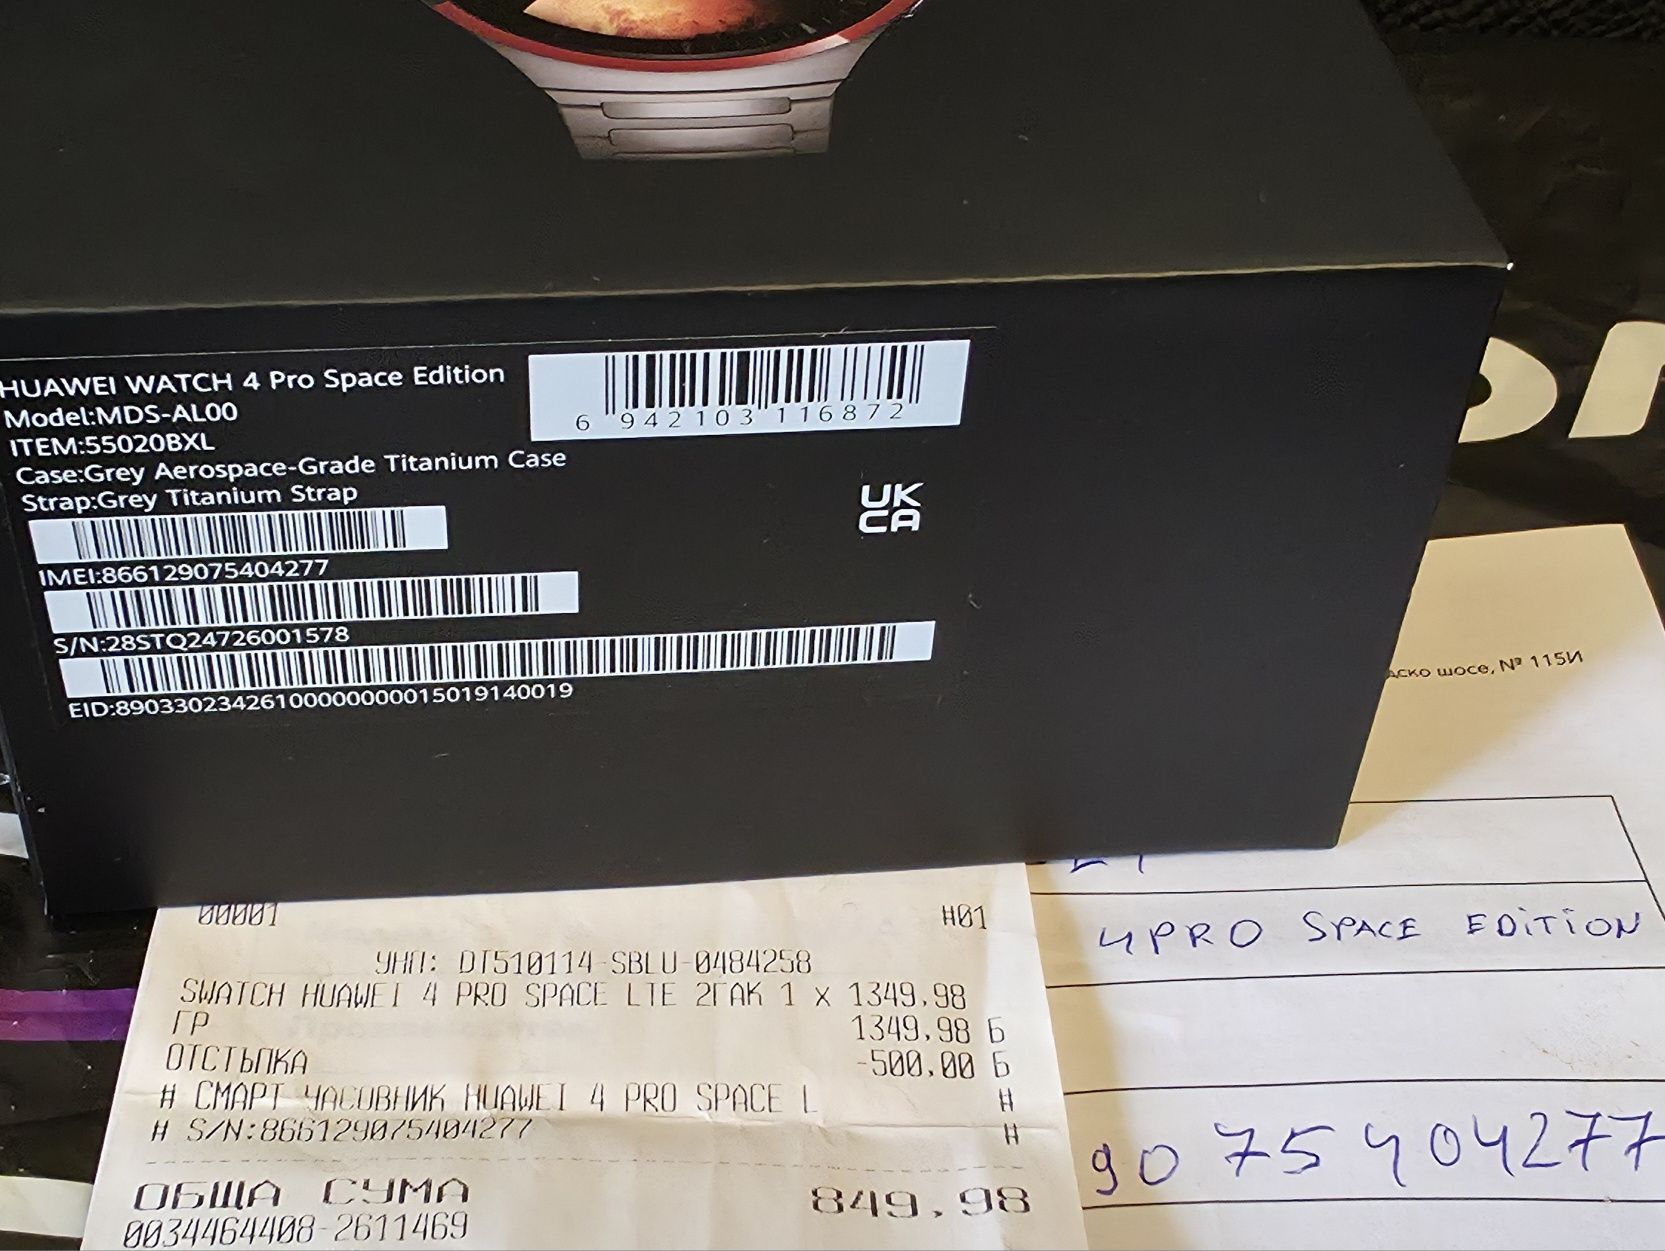 HUAWEI WATCH 4 Pro Space Edition
Model:MDS-AL00
ITEM:55020BXL
Case:Grey Aerospace-Grade Titanium Case
Strap:Grey Titanium Strap
6 942103 116872
UK
CA
IMEI:866129075404277
S/N:28STQ24726001578
EID:89033023426100000000015019140019
шосе, № 115И
4PRO SPACE EDITION
9075404277
00001 #01
УНП: DT510114-SBLU-0484258
SWATCH HUAWEI 4 PRO SPACE LTE 2ГАК 1 x 1349.98
ГР 1349.98 Б
ОТСТЪПКА -500.00 Б
# СМАРТ ЧАСОВНИК HUAWEI 4 PRO SPACE L #
# S/N:866129075404277 #
ОБЩА СУМА 849.98
0034464408-2611469